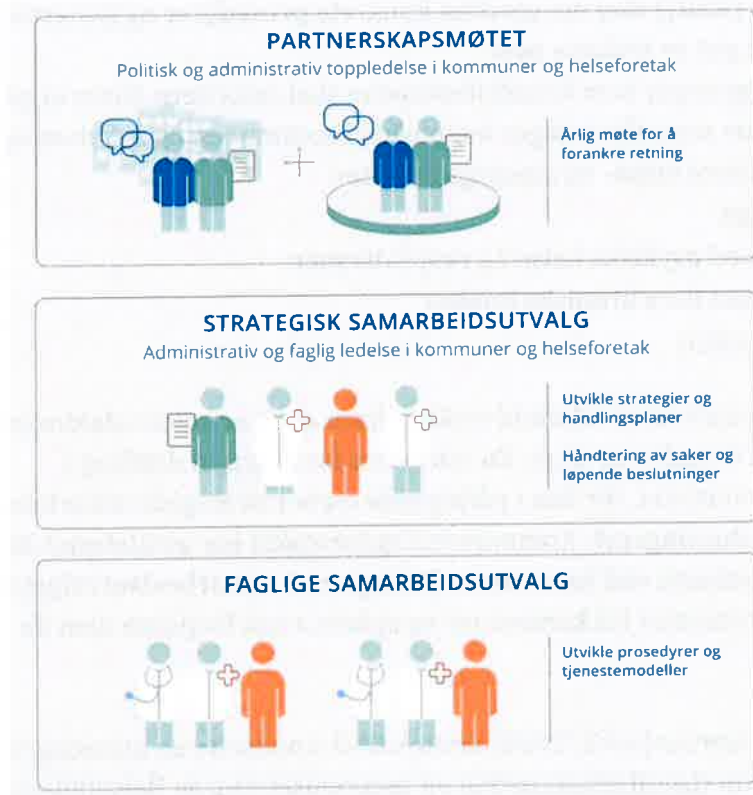 PARTNERSKAPSMØTET
Politisk og administrativ toppledelse i kommuner og helseforetak
Årlig møte for å
forankre retning
STRATEGISK SAMARBEIDSUTVALG
Administrativ og faglig ledelse i kommuner og helseforetak
Utvikle strategier og
handlingsplaner
Håndtering av saker og
løpende beslutninger
FAGLIGE SAMARBEIDSUTVALG
Utvikle prosedyrer og
tjenestemodeller